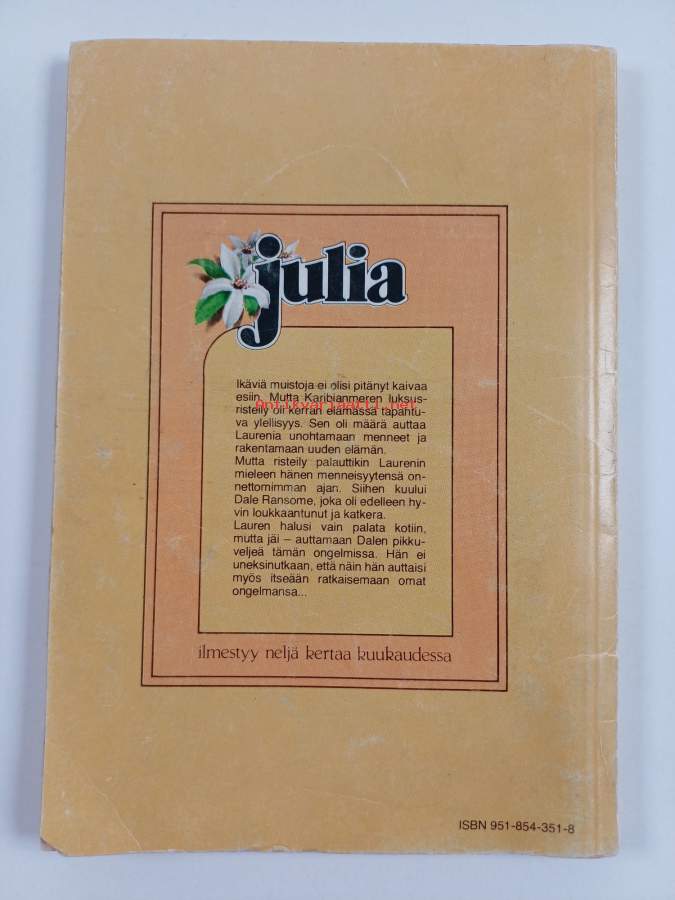 julia
Ikäviä muistoja ei olisi pitänyt kaivaa
esiin. Mutta Karibianmeren luksus-
risteily oli kerran elämässä tapahtu-
va ylellisyys. Sen oli määrä auttaa
Laurenia unohtamaan menneet ja
rakentamaan uuden elämän.
Mutta risteily palauttikin Laurenin
mieleen hänen menneisyytensä on-
nettomimman ajan. Siihen kuului
Dale Ransome, joka oli edelleen hy-
vin loukkaantunut ja katkera.
Lauren halusi vain palata kotiin,
mutta jäi – auttamaan Dalen pikku-
veljeä tämän ongelmissa. Hän ei
uneksinutkaan, että näin hän auttaisi
myös itseään ratkaisemaan omat
ongelmansa...
ilmestyy neljä kertaa kuukaudessa
ISBN 951-854-351-8
Antikvariaatti.net